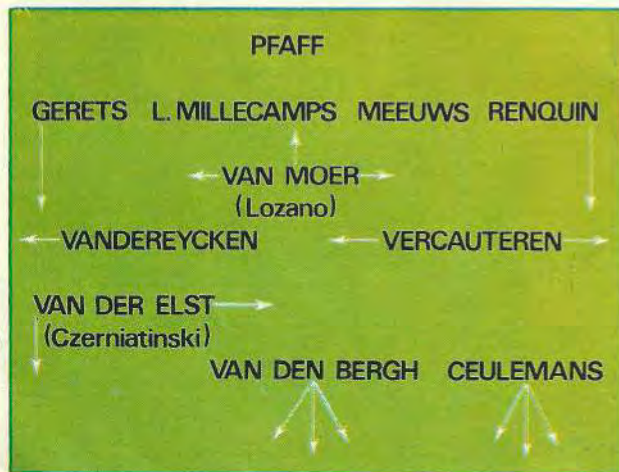 PFAFF
GERETS L. MILLECAMPS MEEUWS RENQUIN
VAN MOER
(Lozano)
VANDEREYCKEN VERCAUTEREN
VAN DER ELST
(Czerniatinski)
VAN DEN BERGH CEULEMANS